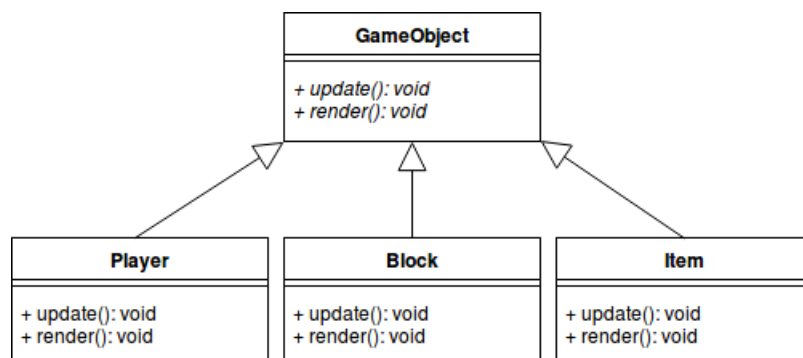 GameObject
+ update(): void
+ render(): void
Player
+ update(): void
+ render(): void
Block
+ update(): void
+ render(): void
Item
+ update(): void
+ render(): void